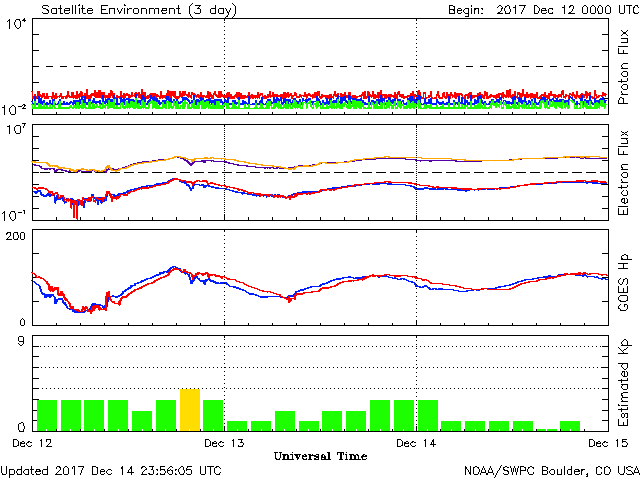 Satellite Environment (3 day) Begin: 2017 Dec 12 0000 UTC
10⁴
10⁻²
Proton Flux
10⁷
10⁻¹
Electron Flux
200
0
GOES Hp
9
0
Estimated Kp
Dec 12 Dec 13 Dec 14 Dec 15
Universal Time
Updated 2017 Dec 14 23:56:05 UTC NOAA/SWPC Boulder, CO USA